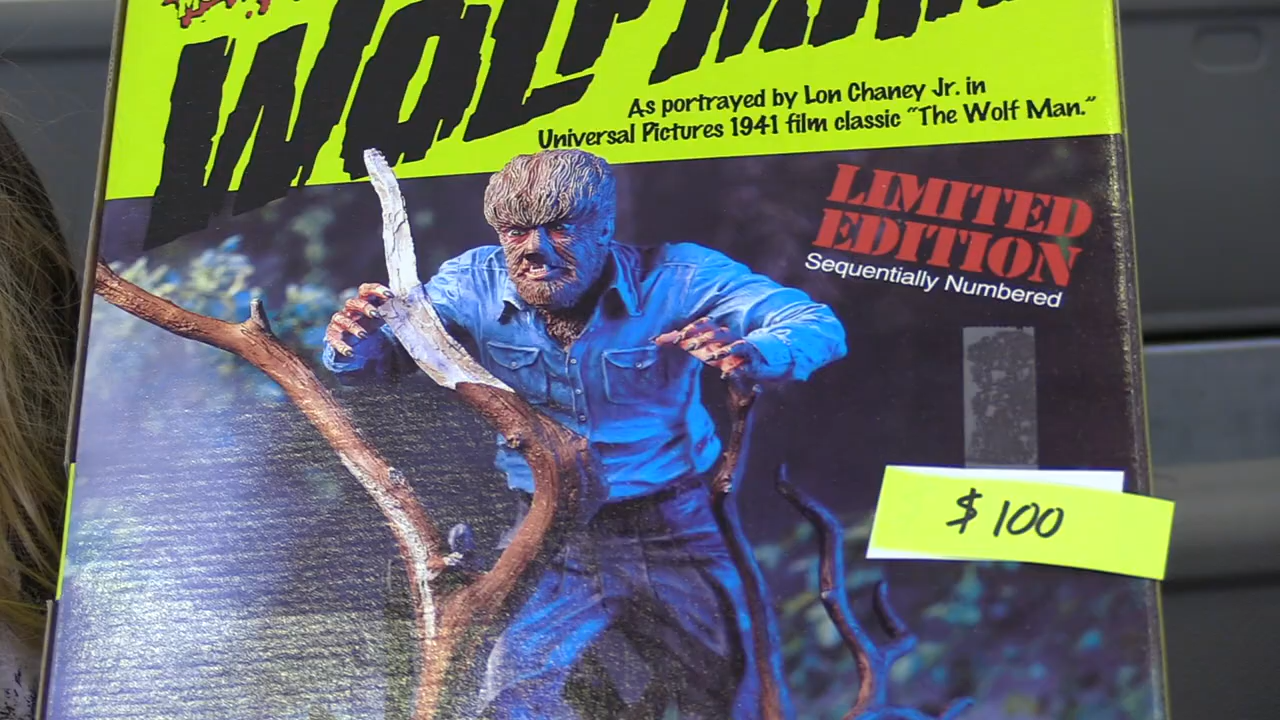 WOLF MAN
As portrayed by Lon Chaney Jr. in
Universal Pictures 1941 film classic "The Wolf Man."
LIMITED
EDITION
Sequentially Numbered
$ 100